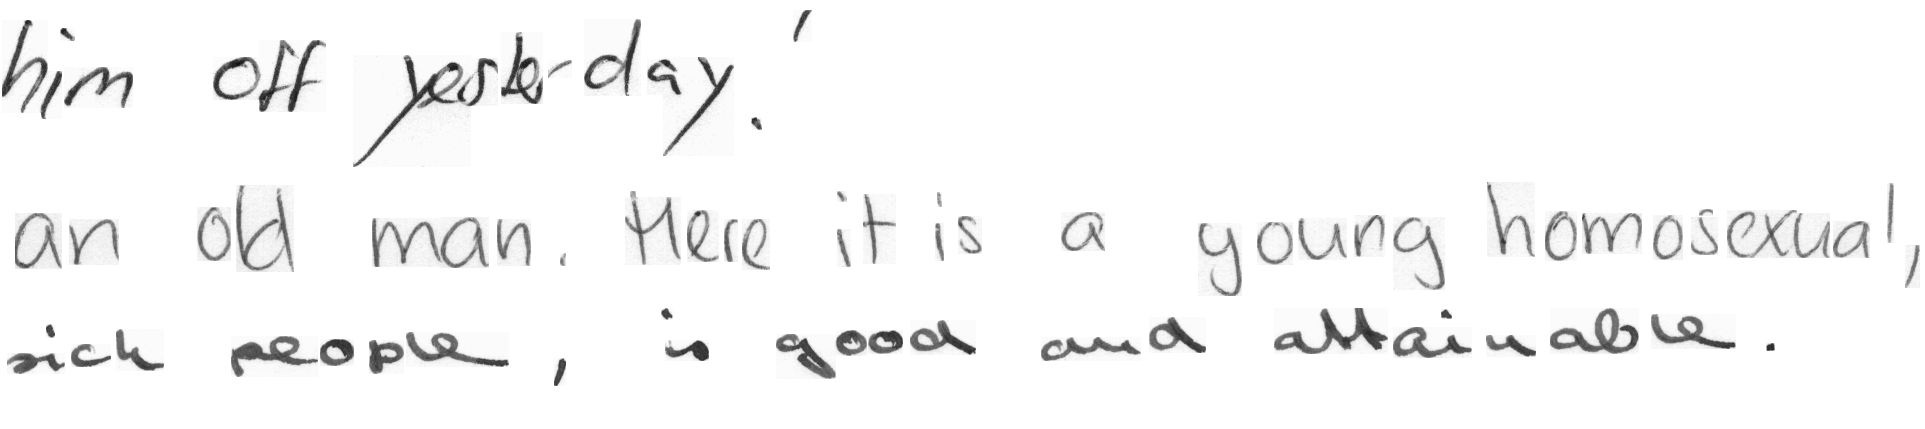 him off yesterday.'
an old man. Here it is a young homosexual,
sick people, is good and attainable.